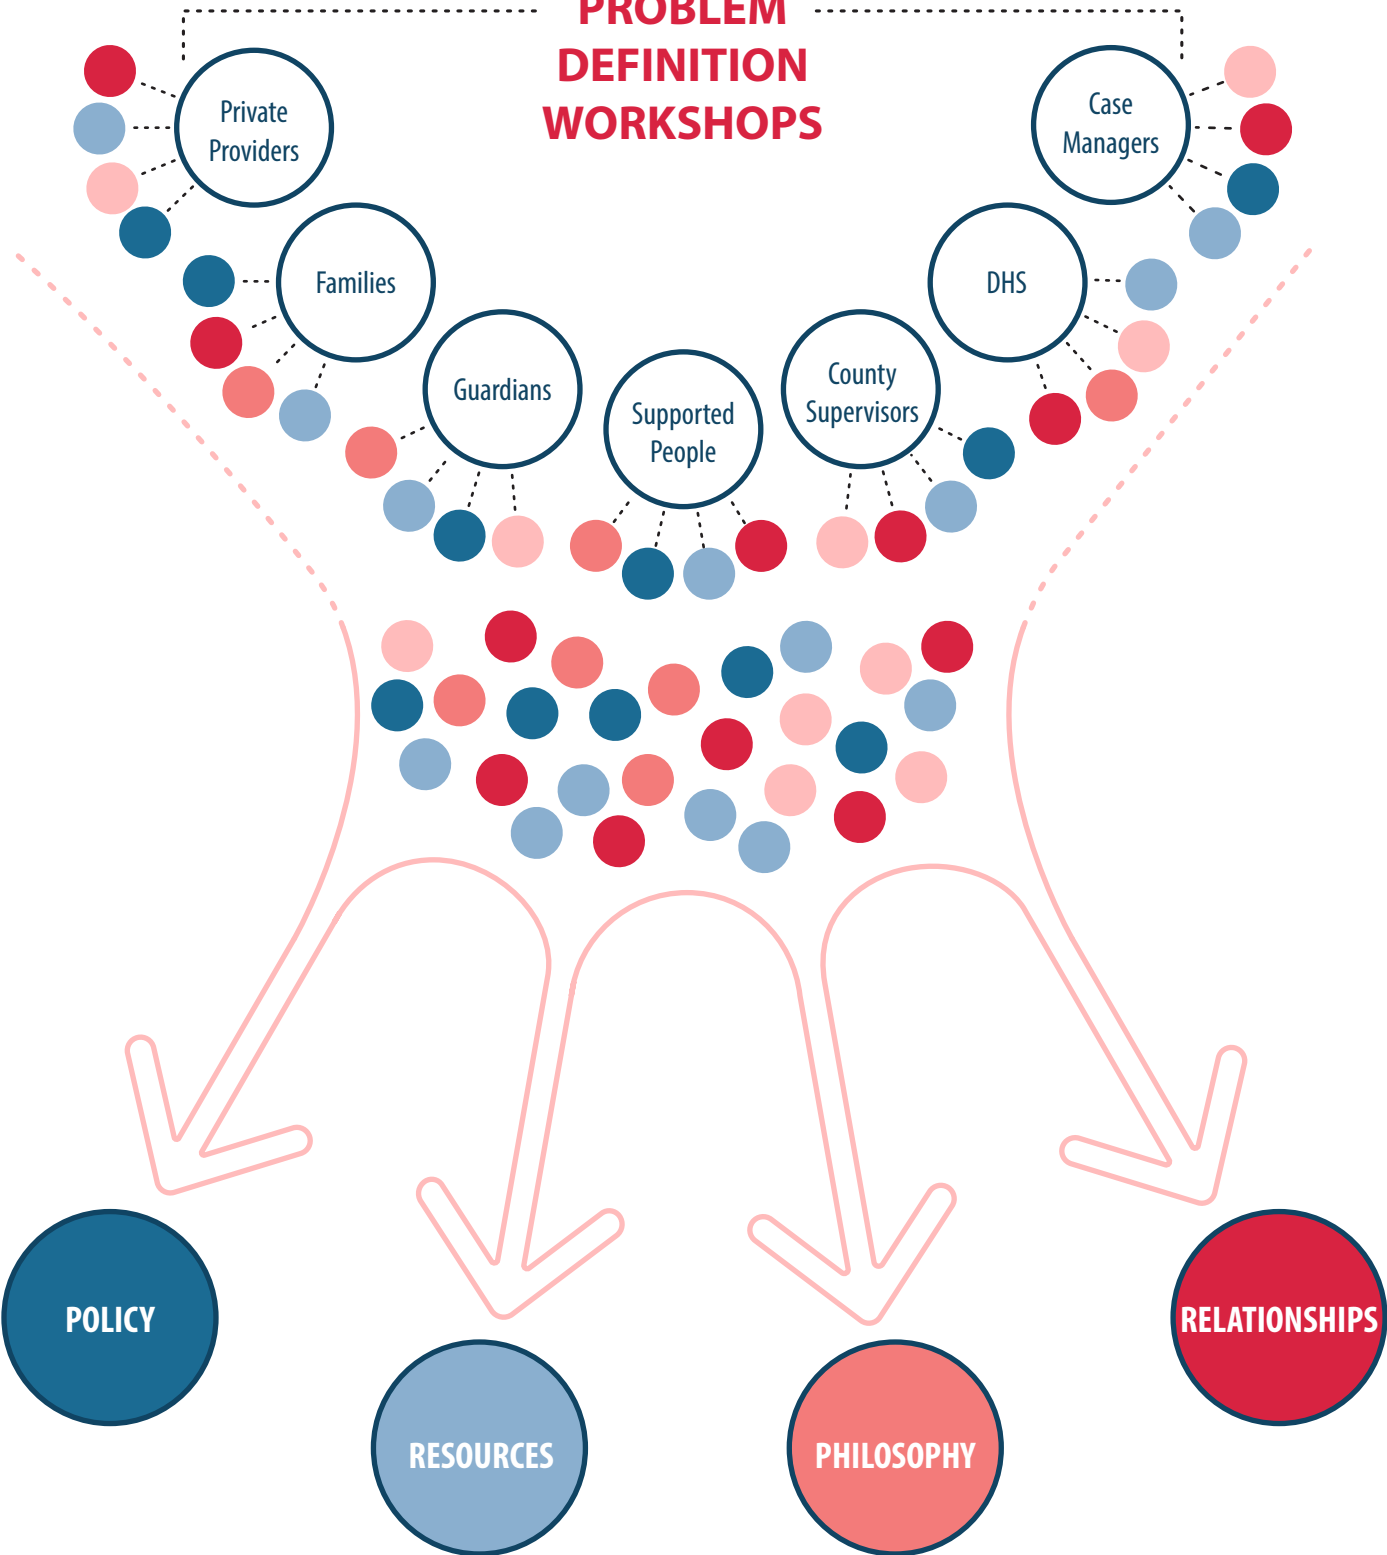 PROBLEM
DEFINITION
WORKSHOPS
Private
Providers
Case
Managers
Families
DHS
Guardians
County
Supervisors
Supported
People
POLICY
RELATIONSHIPS
RESOURCES
PHILOSOPHY